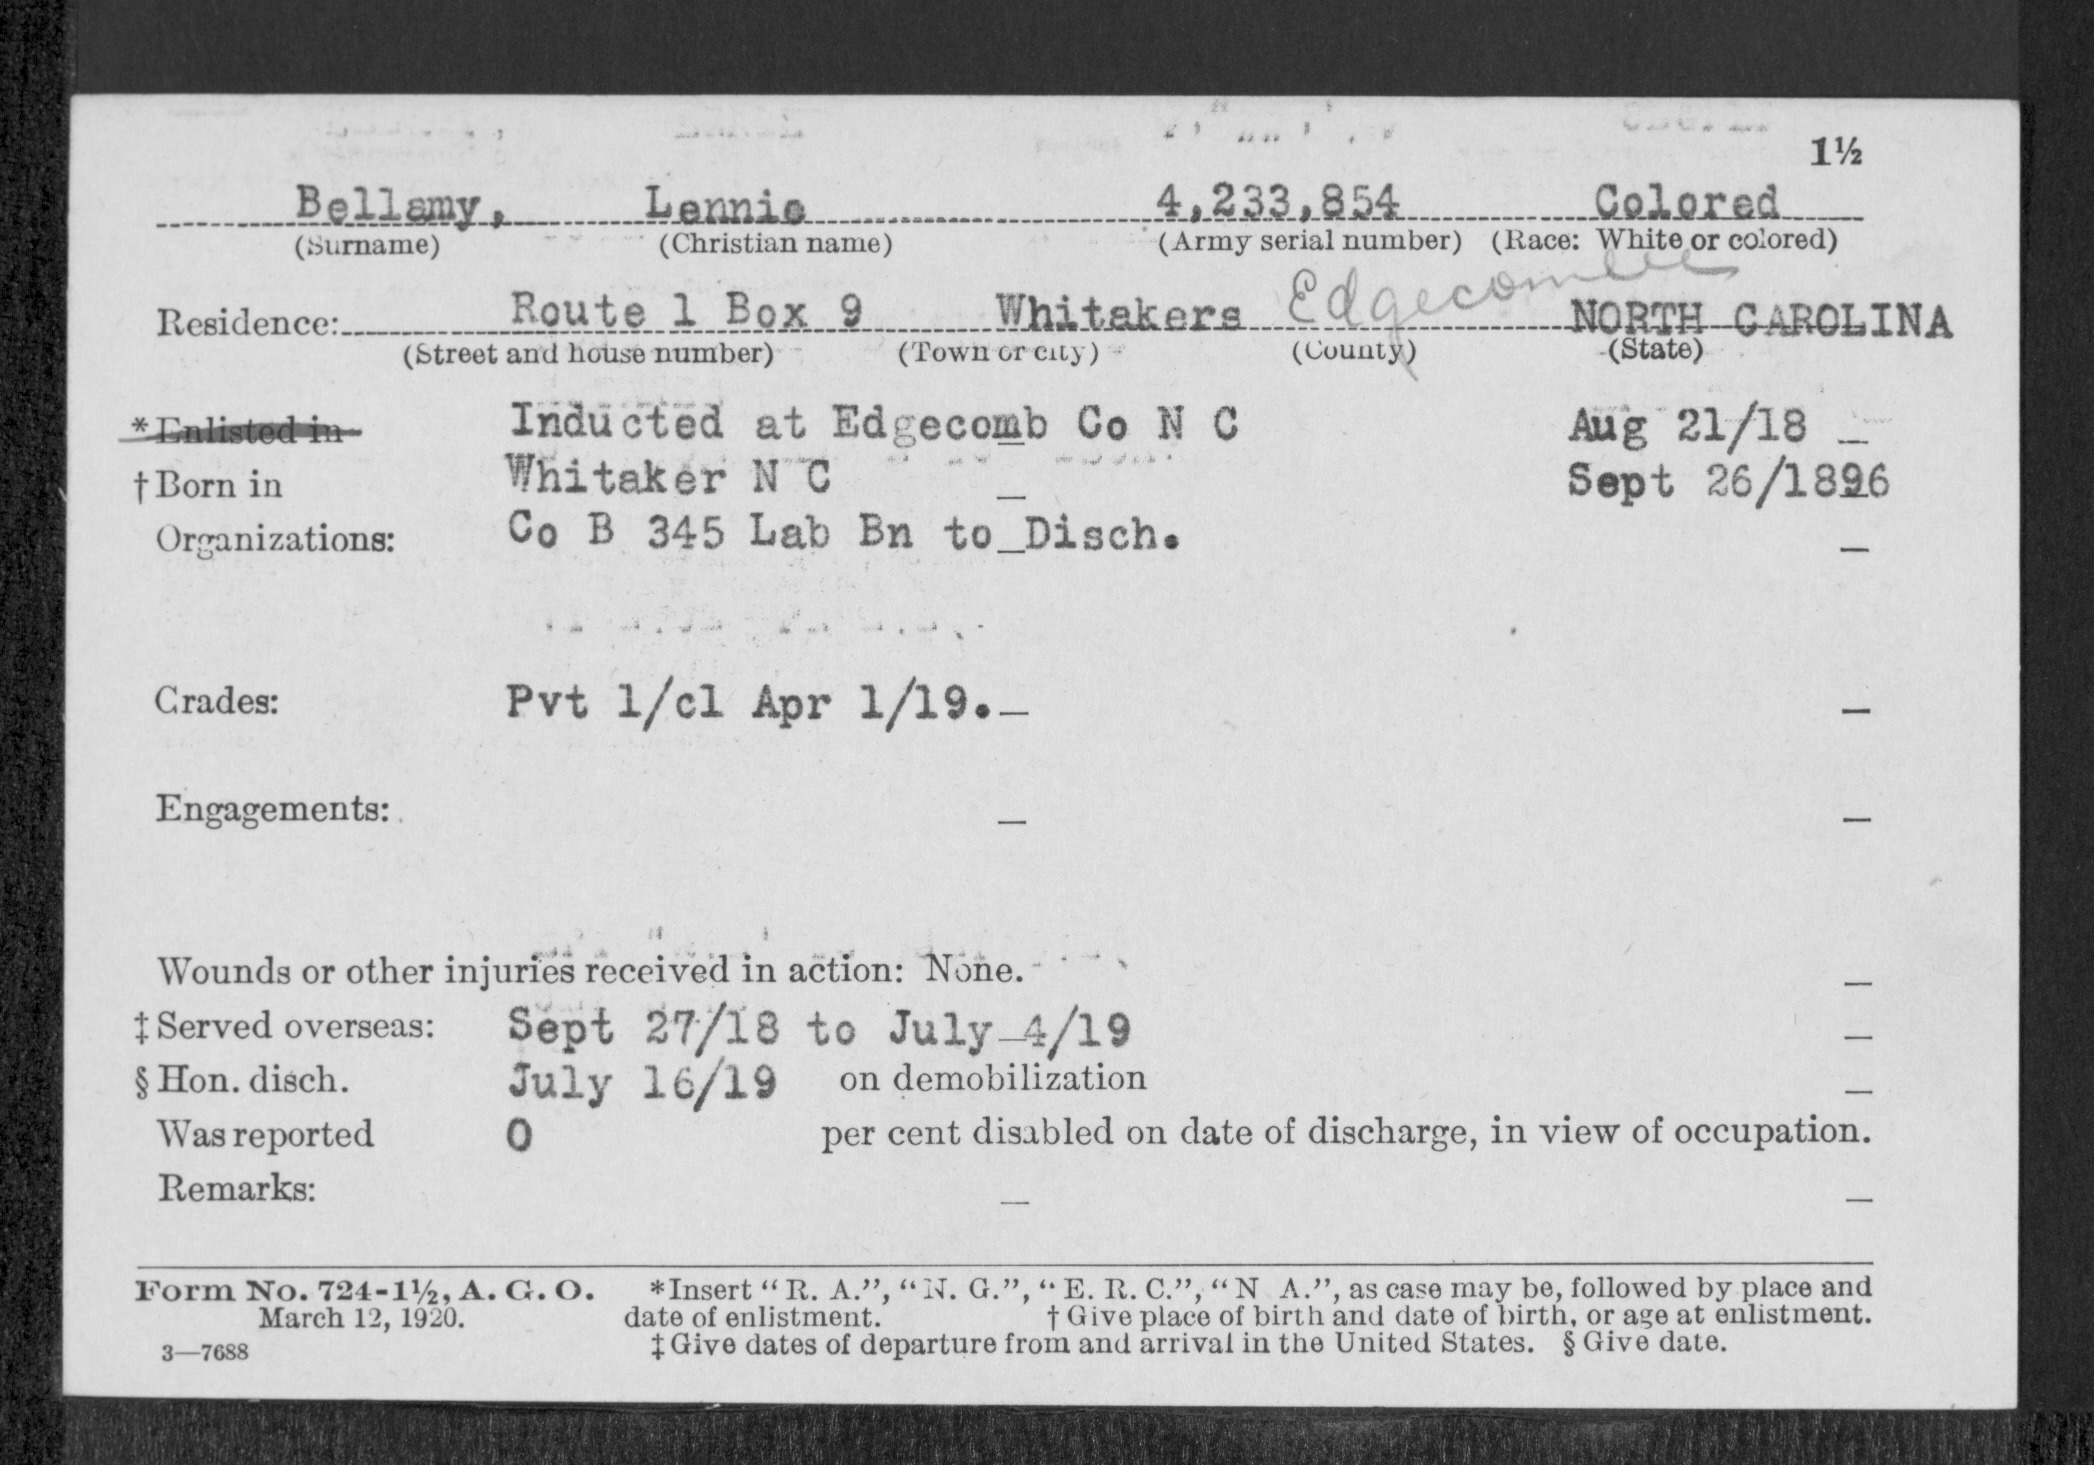 1½
Bellamy, Lennie 4,233,854 Colored
(Surname) (Christian name) (Army serial number) (Race: White or colored)
Residence: Route 1 Box 9 Whitakers Edgecombe NORTH CAROLINA
(Street and house number) (Town or city) (County) (State)
*Enlisted in Inducted at Edgecomb Co N C Aug 21/18 —
†Born in Whitaker N C — Sept 26/1896
Organizations: Co B 345 Lab Bn to Disch. —
Grades: Pvt 1/cl Apr 1/19. — —
Engagements: — —
Wounds or other injuries received in action: None. —
‡Served overseas: Sept 27/18 to July 4/19 —
§Hon. disch. July 16/19 on demobilization —
Was reported 0 per cent disabled on date of discharge, in view of occupation.
Remarks: — —
Form No. 724-1½, A. G. O. *Insert "R. A.", "N. G.", "E. R. C.", "N A.", as case may be, followed by place and
March 12, 1920. date of enlistment. †Give place of birth and date of birth, or age at enlistment.
3—7688 ‡Give dates of departure from and arrival in the United States. §Give date.